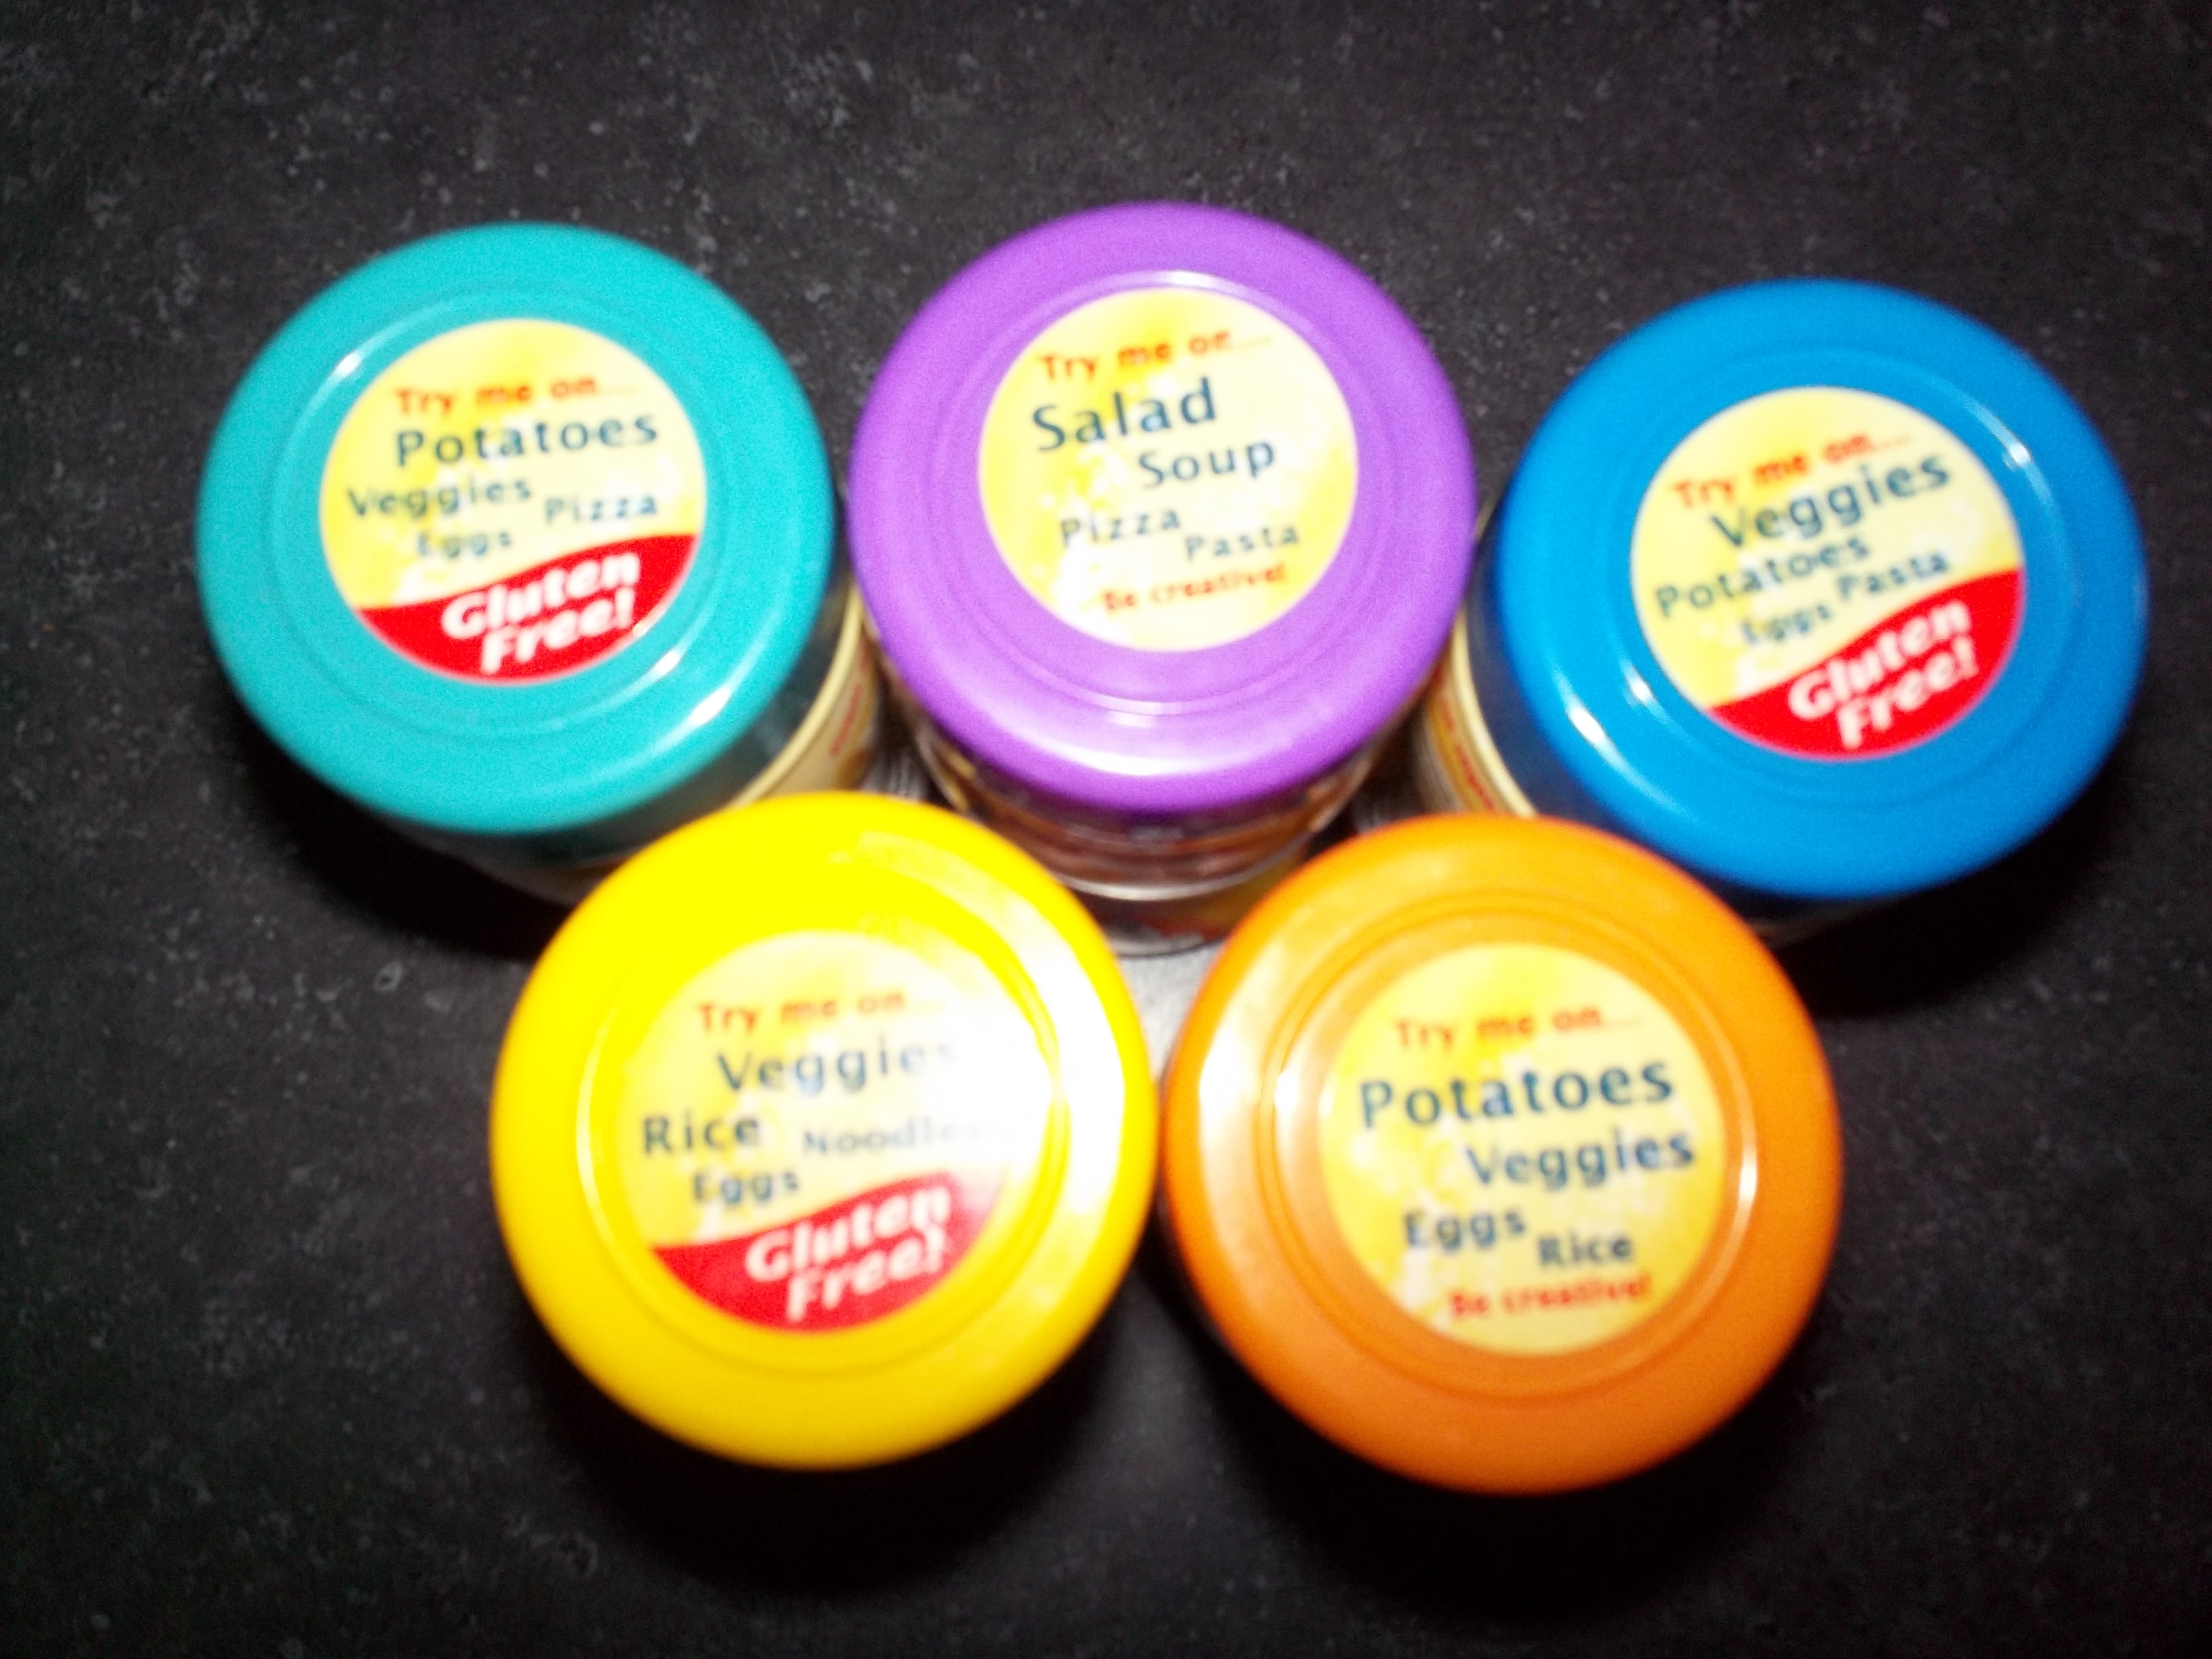 Try me on....
Potatoes
Veggies Pizza
Eggs
Gluten
Free!
Try me on....
Salad
Soup
Pizza
Pasta
Be creative!
Try me on....
Veggies
Potatoes
Eggs Pasta
Gluten
Free!
Try me on....
Veggies
Rice Noodles
Eggs
Gluten
Free!
Try me on....
Potatoes
Veggies
Eggs
Rice
Be creative!